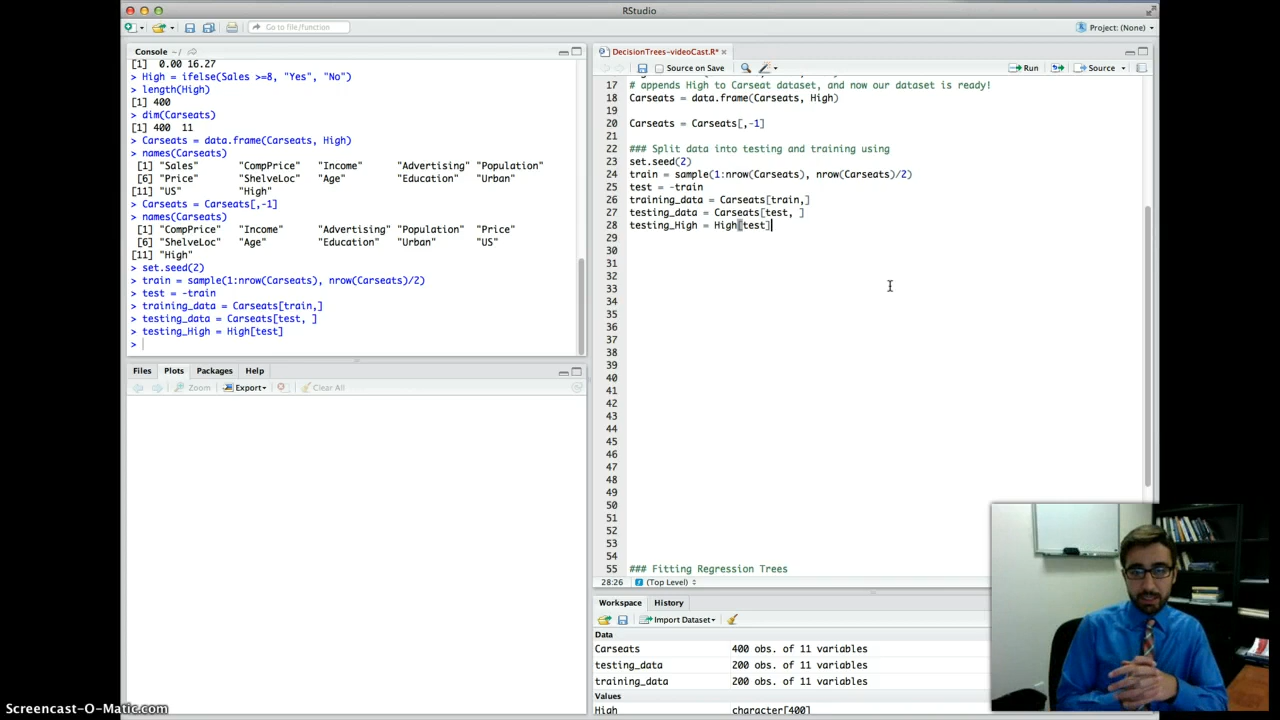 RStudio
Go to file/function
Project: (None)
Console ~/
[1]  0.00 16.27
> High = ifelse(Sales >=8, "Yes", "No")
> length(High)
[1] 400
> dim(Carseats)
[1] 400  11
> Carseats = data.frame(Carseats, High)
> names(Carseats)
[1] "Sales" "CompPrice" "Income" "Advertising" "Population"
[6] "Price" "ShelveLoc" "Age" "Education" "Urban"
[11] "US" "High"
> Carseats = Carseats[,-1]
> names(Carseats)
[1] "CompPrice" "Income" "Advertising" "Population" "Price"
[6] "ShelveLoc" "Age" "Education" "Urban" "US"
[11] "High"
> set.seed(2)
> train = sample(1:nrow(Carseats), nrow(Carseats)/2)
> test = -train
> training_data = Carseats[train,]
> testing_data = Carseats[test, ]
> testing_High = High[test]
>
Files Plots Packages Help
Zoom Export Clear All
DecisionTrees-videoCast.R*
Source on Save Run Source
17 # appends High to Carseat dataset, and now our dataset is ready!
18 Carseats = data.frame(Carseats, High)
19
20 Carseats = Carseats[,-1]
21
22 ### Split data into testing and training using
23 set.seed(2)
24 train = sample(1:nrow(Carseats), nrow(Carseats)/2)
25 test = -train
26 training_data = Carseats[train,]
27 testing_data = Carseats[test, ]
28 testing_High = High[test]
29
30
31
32
33
34
35
36
37
38
39
40
41
42
43
44
45
46
47
48
49
50
51
52
53
54
55 ### Fitting Regression Trees
28:26 (Top Level)
Workspace History
Import Dataset
Data
Carseats 400 obs. of 11 variables
testing_data 200 obs. of 11 variables
training_data 200 obs. of 11 variables
Values
High character[400]
Screencast-O-Matic.com